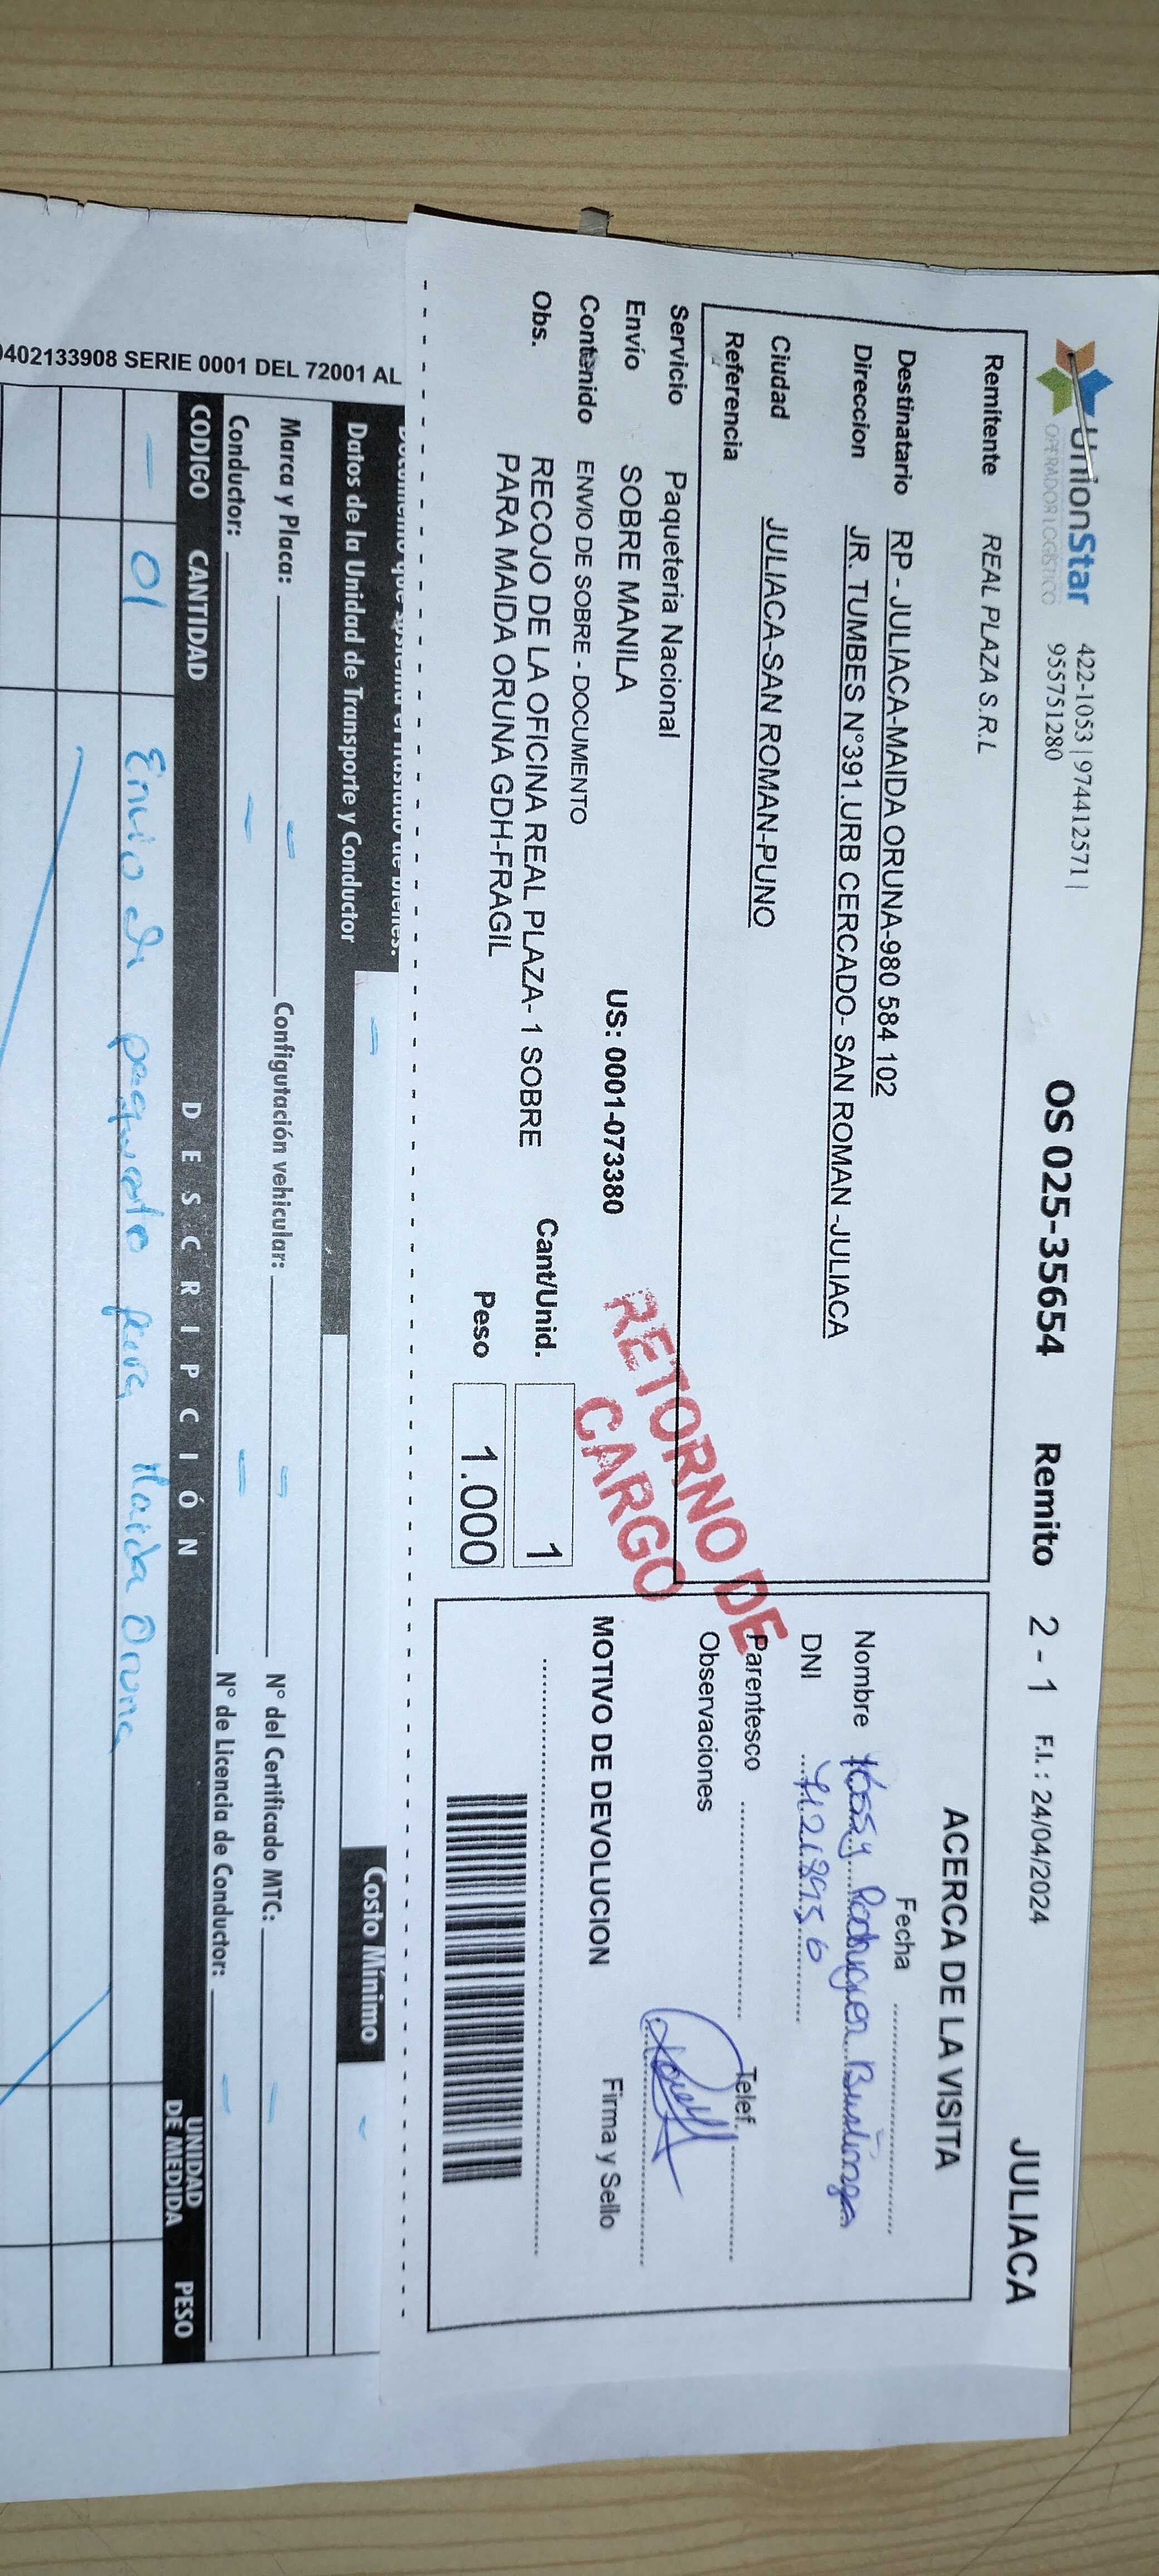 UnionStar
OPERADOR LOGÍSTICO
422-1053 | 974412571 |
955751280
OS 025-35654
Remito
2 - 1
F.I. : 24/04/2024
JULIACA
Remitente REAL PLAZA S.R.L
Destinatario RP - JULIACA-MAIDA ORUNA-980 584 102
Direccion JR. TUMBES N°391.URB CERCADO- SAN ROMAN -JULIACA
Ciudad JULIACA-SAN ROMAN-PUNO
Referencia
Servicio Paqueteria Nacional
Envío SOBRE MANILA US: 0001-073380
Contenido ENVIO DE SOBRE - DOCUMENTO
Obs. RECOJO DE LA OFICINA REAL PLAZA- 1 SOBRE
PARA MAIDA ORUNA GDH-FRAGIL
Cant/Unid. 1
Peso 1.000
RETORNO DE
CARGO
ACERCA DE LA VISITA
Fecha
Nombre Rodriguez
DNI
Parentesco Telef.
Observaciones
MOTIVO DE DEVOLUCION Firma y Sello
0402133908 SERIE 0001 DEL 72001 AL
Datos de la Unidad de Transporte y Conductor
Costo Mínimo
Marca y Placa: Configutación vehicular: N° del Certificado MTC:
Conductor: N° de Licencia de Conductor:
CODIGO CANTIDAD DESCRIPCIÓN UNIDAD DE MEDIDA PESO
— 01 Envio de paquete para Maida Oruna